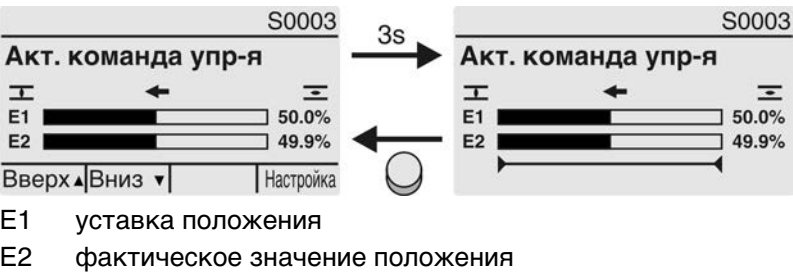 S0003
Акт. команда упр-я
E1 50.0%
E2 49.9%
Вверх▲ Вниз ▼ Настройка
3s
S0003
Акт. команда упр-я
E1 50.0%
E2 49.9%
E1 уставка положения
E2 фактическое значение положения